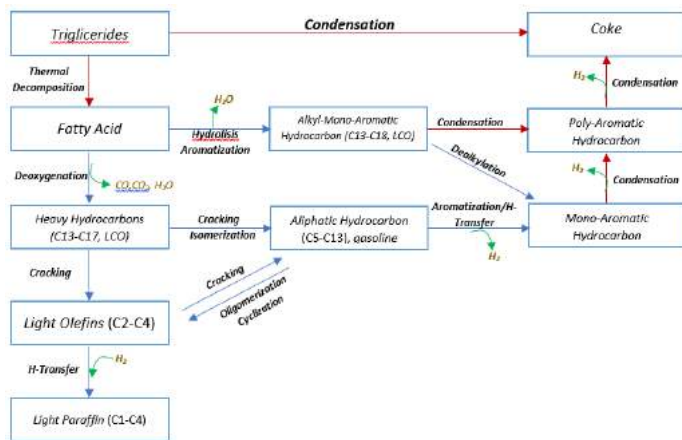 Triglicerides
Condensation
Coke
Thermal
Decomposition
H₂
Condensation
Fatty Acid
H₂O
Hydrolisis
Aromatization
Alkyl-Mono-Aromatic
Hydrocarbon (C13-C18, LCO)
Condensation
Poly-Aromatic
Hydrocarbon
Deoxygenation
CO,CO₂, H₂O
Dealkylation
H₂
Condensation
Heavy Hydrocarbons
(C13-C17, LCO)
Cracking
Isomerization
Aliphatic Hydrocarbon
(C5-C13), gasoline
Aromatization/H-
Transfer
H₂
Mono-Aromatic
Hydrocarbon
Cracking
Cracking
Oligomerization
Cyclization
Light Olefins (C2-C4)
H-Transfer
H₂
Light Paraffin (C1-C4)